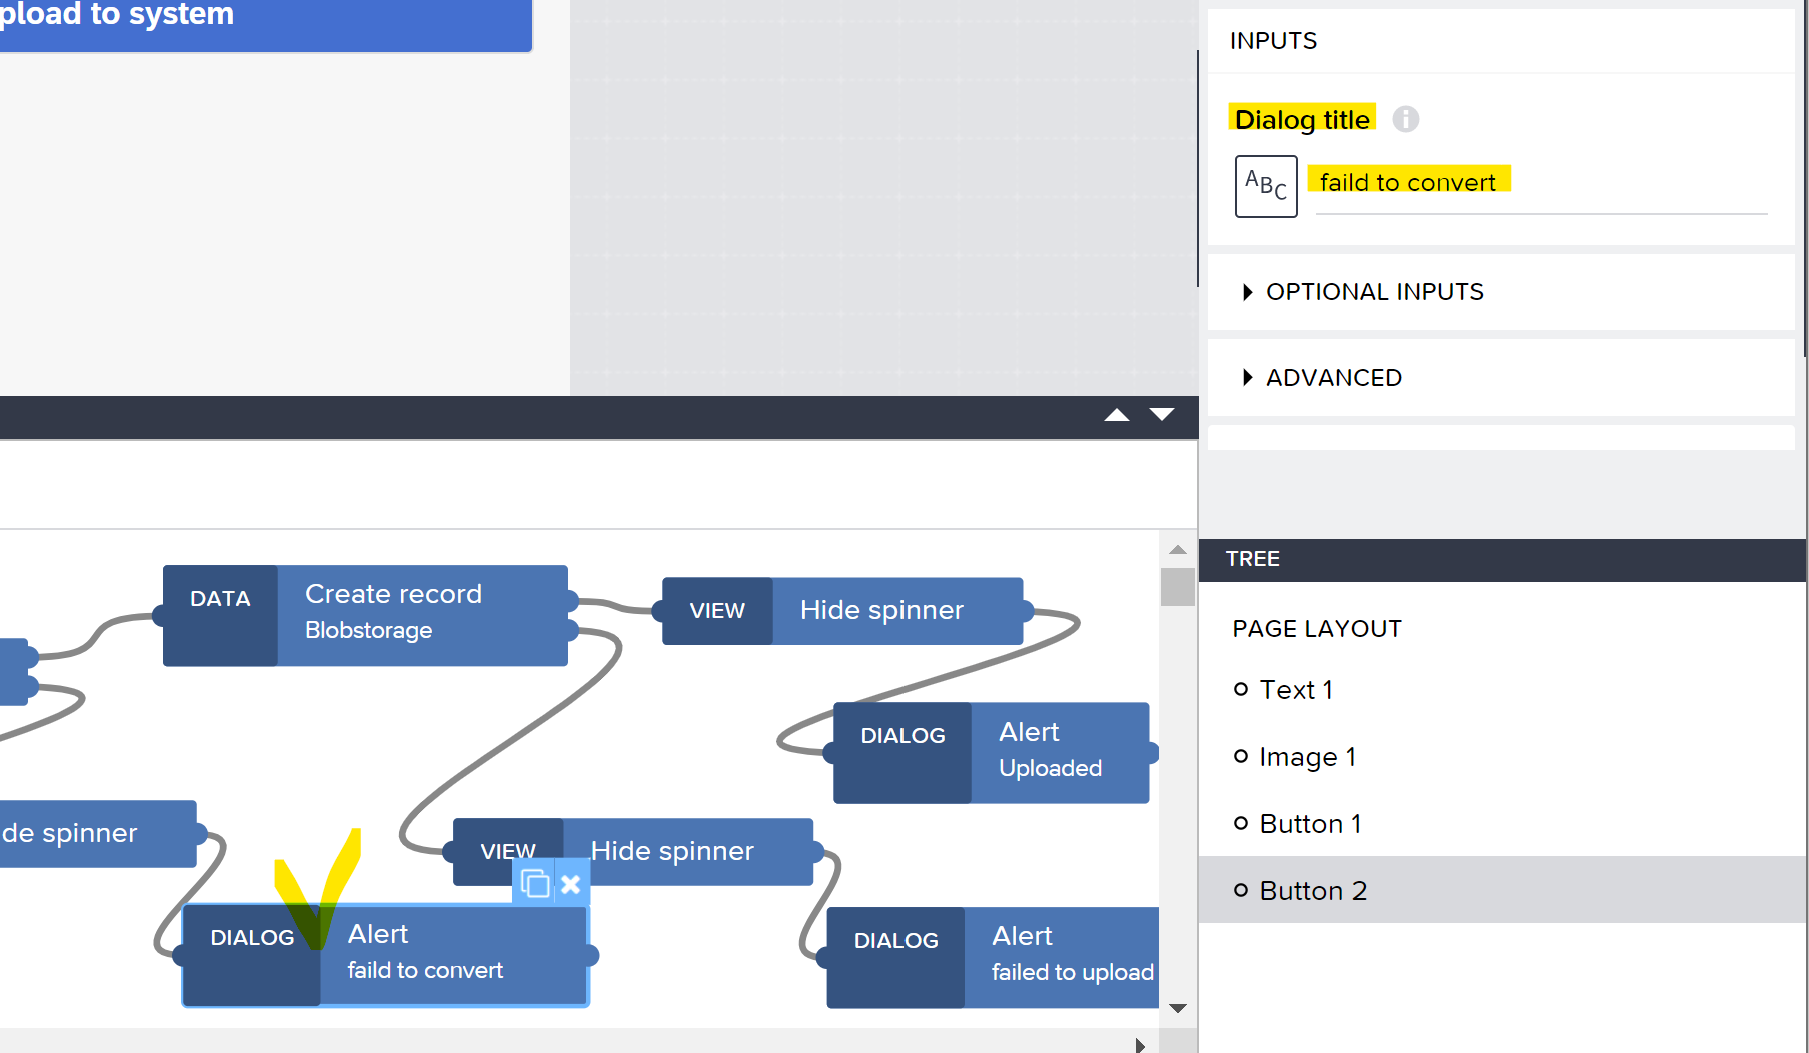 pload to system
INPUTS
Dialog title
ABC
faild to convert
OPTIONAL INPUTS
ADVANCED
TREE
PAGE LAYOUT
Text 1
Image 1
Button 1
Button 2
DATA
Create record
Blobstorage
VIEW
Hide spinner
DIALOG
Alert
Uploaded
de spinner
VIEW
Hide spinner
DIALOG
Alert
faild to convert
DIALOG
Alert
failed to upload